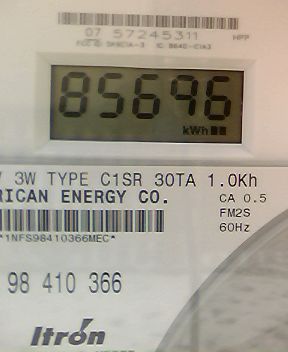 07 57245311 HPP
85696
kWh
3W TYPE C1SR 30TA 1.0Kh
RICAN ENERGY CO. CA 0.5
FM2S
*1NFS98410366MEC* 60Hz
98 410 366
Itron